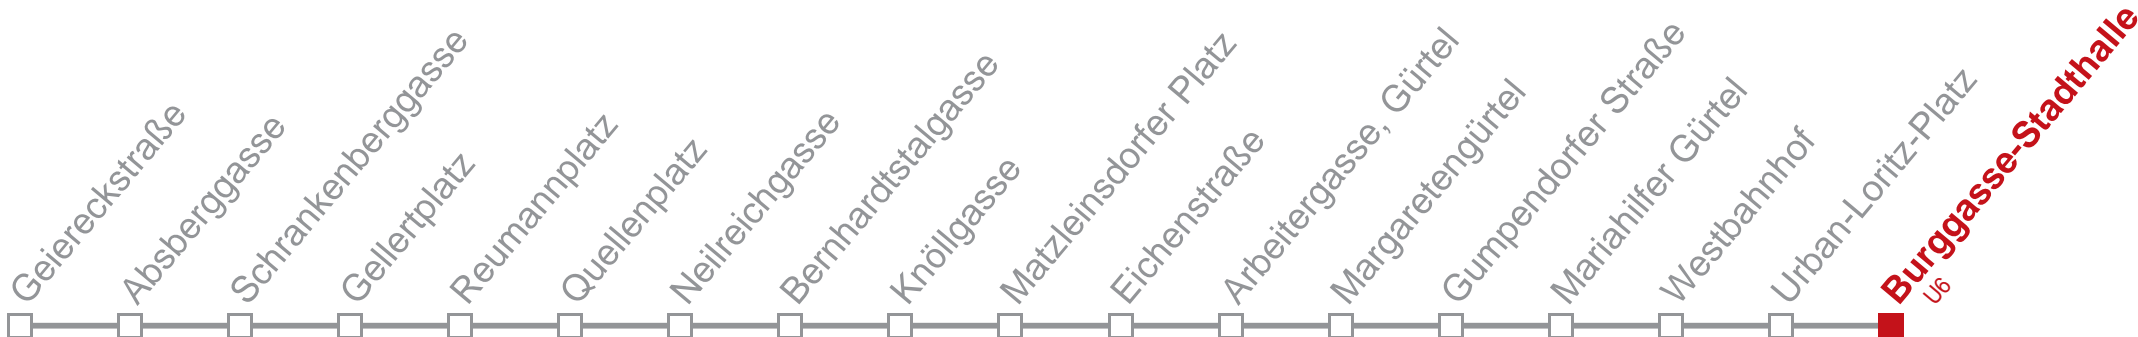 Geiereckstraße
Absberggasse
Schrankenberggasse
Gellertplatz
Reumannplatz
Quellenplatz
Neilreichgasse
Bernhardtstalgasse
Knöllgasse
Matzleinsdorfer Platz
Eichenstraße
Arbeitergasse, Gürtel
Margaretengürtel
Gumpendorfer Straße
Mariahilfer Gürtel
Westbahnhof
Urban-Loritz-Platz
Burggasse-Stadthalle
U6